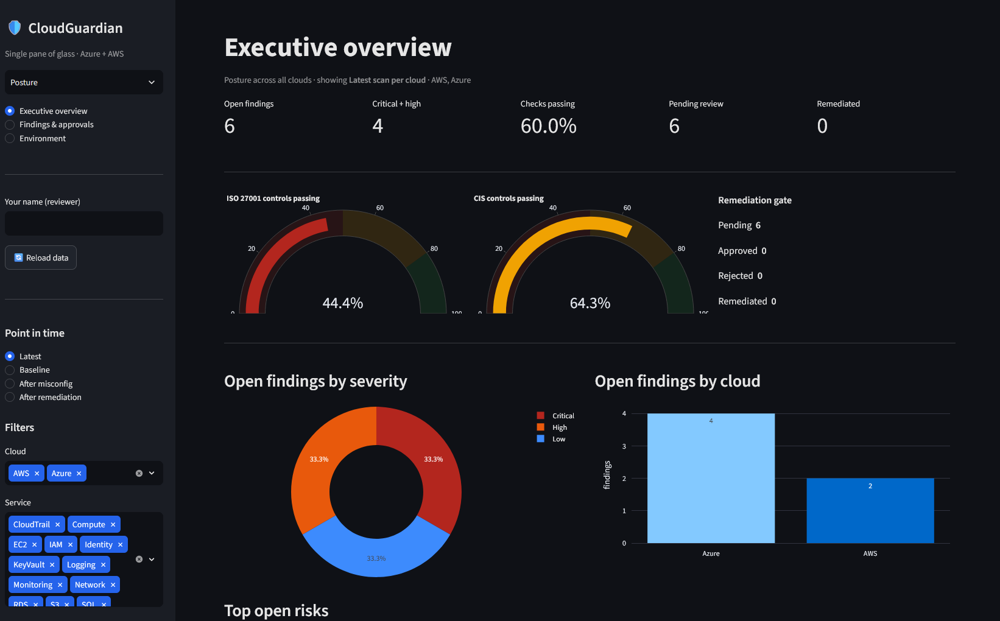 CloudGuardian
Single pane of glass · Azure + AWS
Posture
Executive overview
Findings & approvals
Environment
Your name (reviewer)
Reload data
Point in time
Latest
Baseline
After misconfig
After remediation
Filters
Cloud
AWS × Azure ×
Service
CloudTrail × Compute ×
EC2 × IAM × Identity ×
KeyVault × Logging ×
Monitoring × Network ×
RDS × S3 × SQL ×
Executive overview
Posture across all clouds · showing Latest scan per cloud · AWS, Azure
Open findings
6
Critical + high
4
Checks passing
60.0%
Pending review
6
Remediated
0
ISO 27001 controls passing
0
20
40
60
80
100
44.4%
CIS controls passing
0
20
40
60
80
100
64.3%
Remediation gate
Pending 6
Approved 0
Rejected 0
Remediated 0
Open findings by severity
33.3%
33.3%
33.3%
Critical
High
Low
Open findings by cloud
findings
4
3
2
1
0
4
2
Azure
AWS
Top open risks